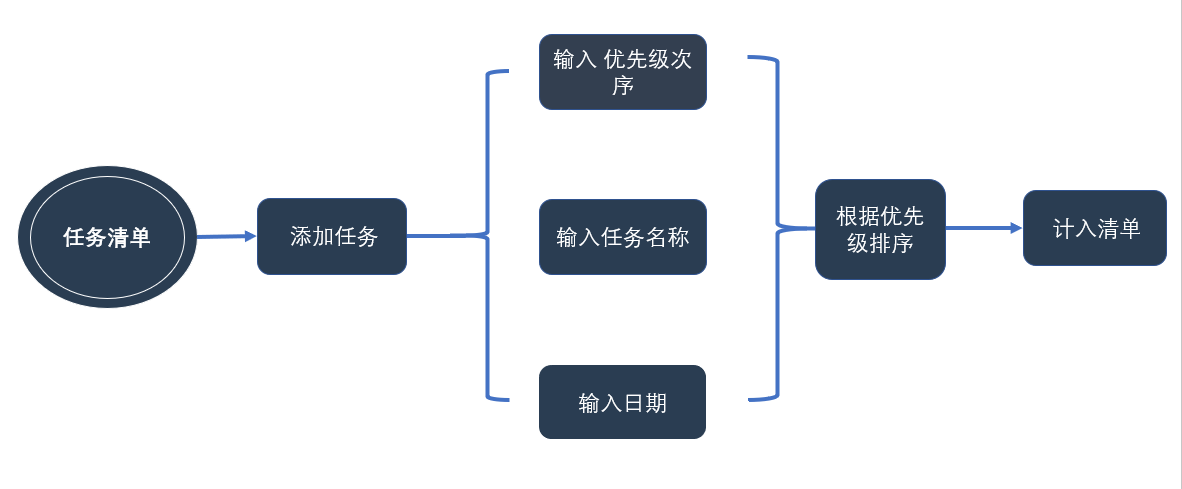 任务清单
添加任务
输入 优先级次
序
输入任务名称
输入日期
根据优先
级排序
计入清单